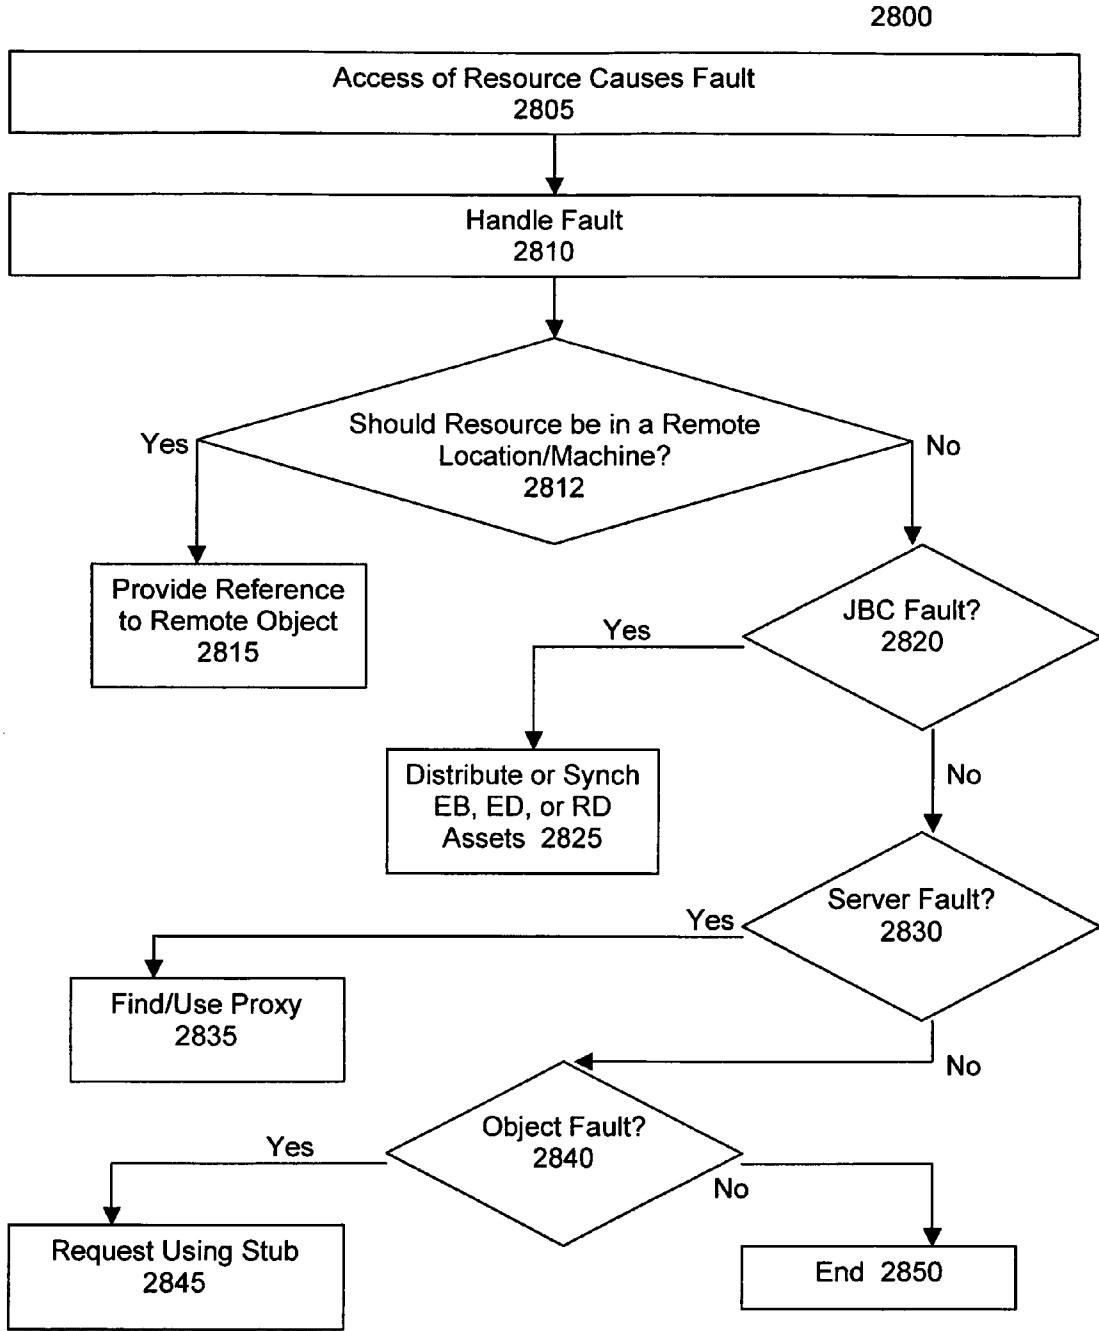 2800
Access of Resource Causes Fault
2805
Handle Fault
2810
Should Resource be in a Remote
Location/Machine?
2812
Yes
No
Provide Reference
to Remote Object
2815
JBC Fault?
2820
Yes
No
Distribute or Synch
EB, ED, or RD
Assets 2825
Server Fault?
2830
Yes
No
Find/Use Proxy
2835
Object Fault?
2840
Yes
No
Request Using Stub
2845
End 2850